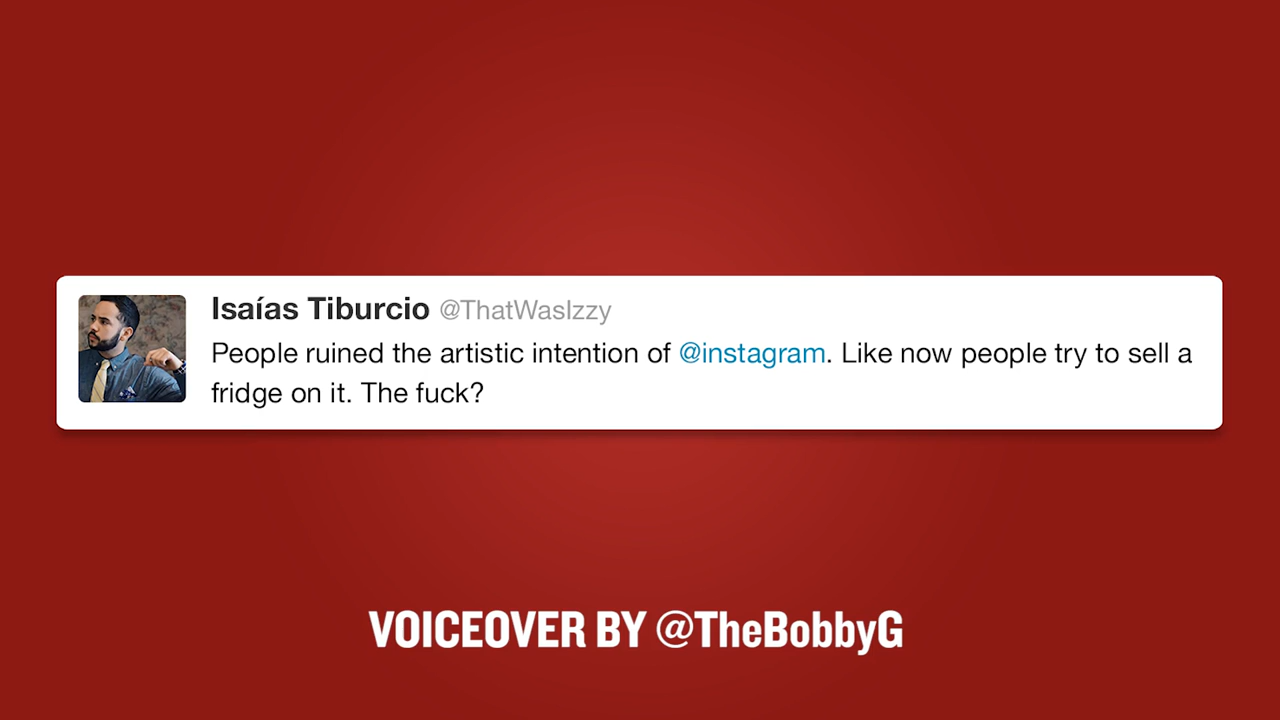 Isaías Tiburcio @ThatWasIzzy
People ruined the artistic intention of @instagram. Like now people try to sell a
fridge on it. The fuck?
VOICEOVER BY @TheBobbyG